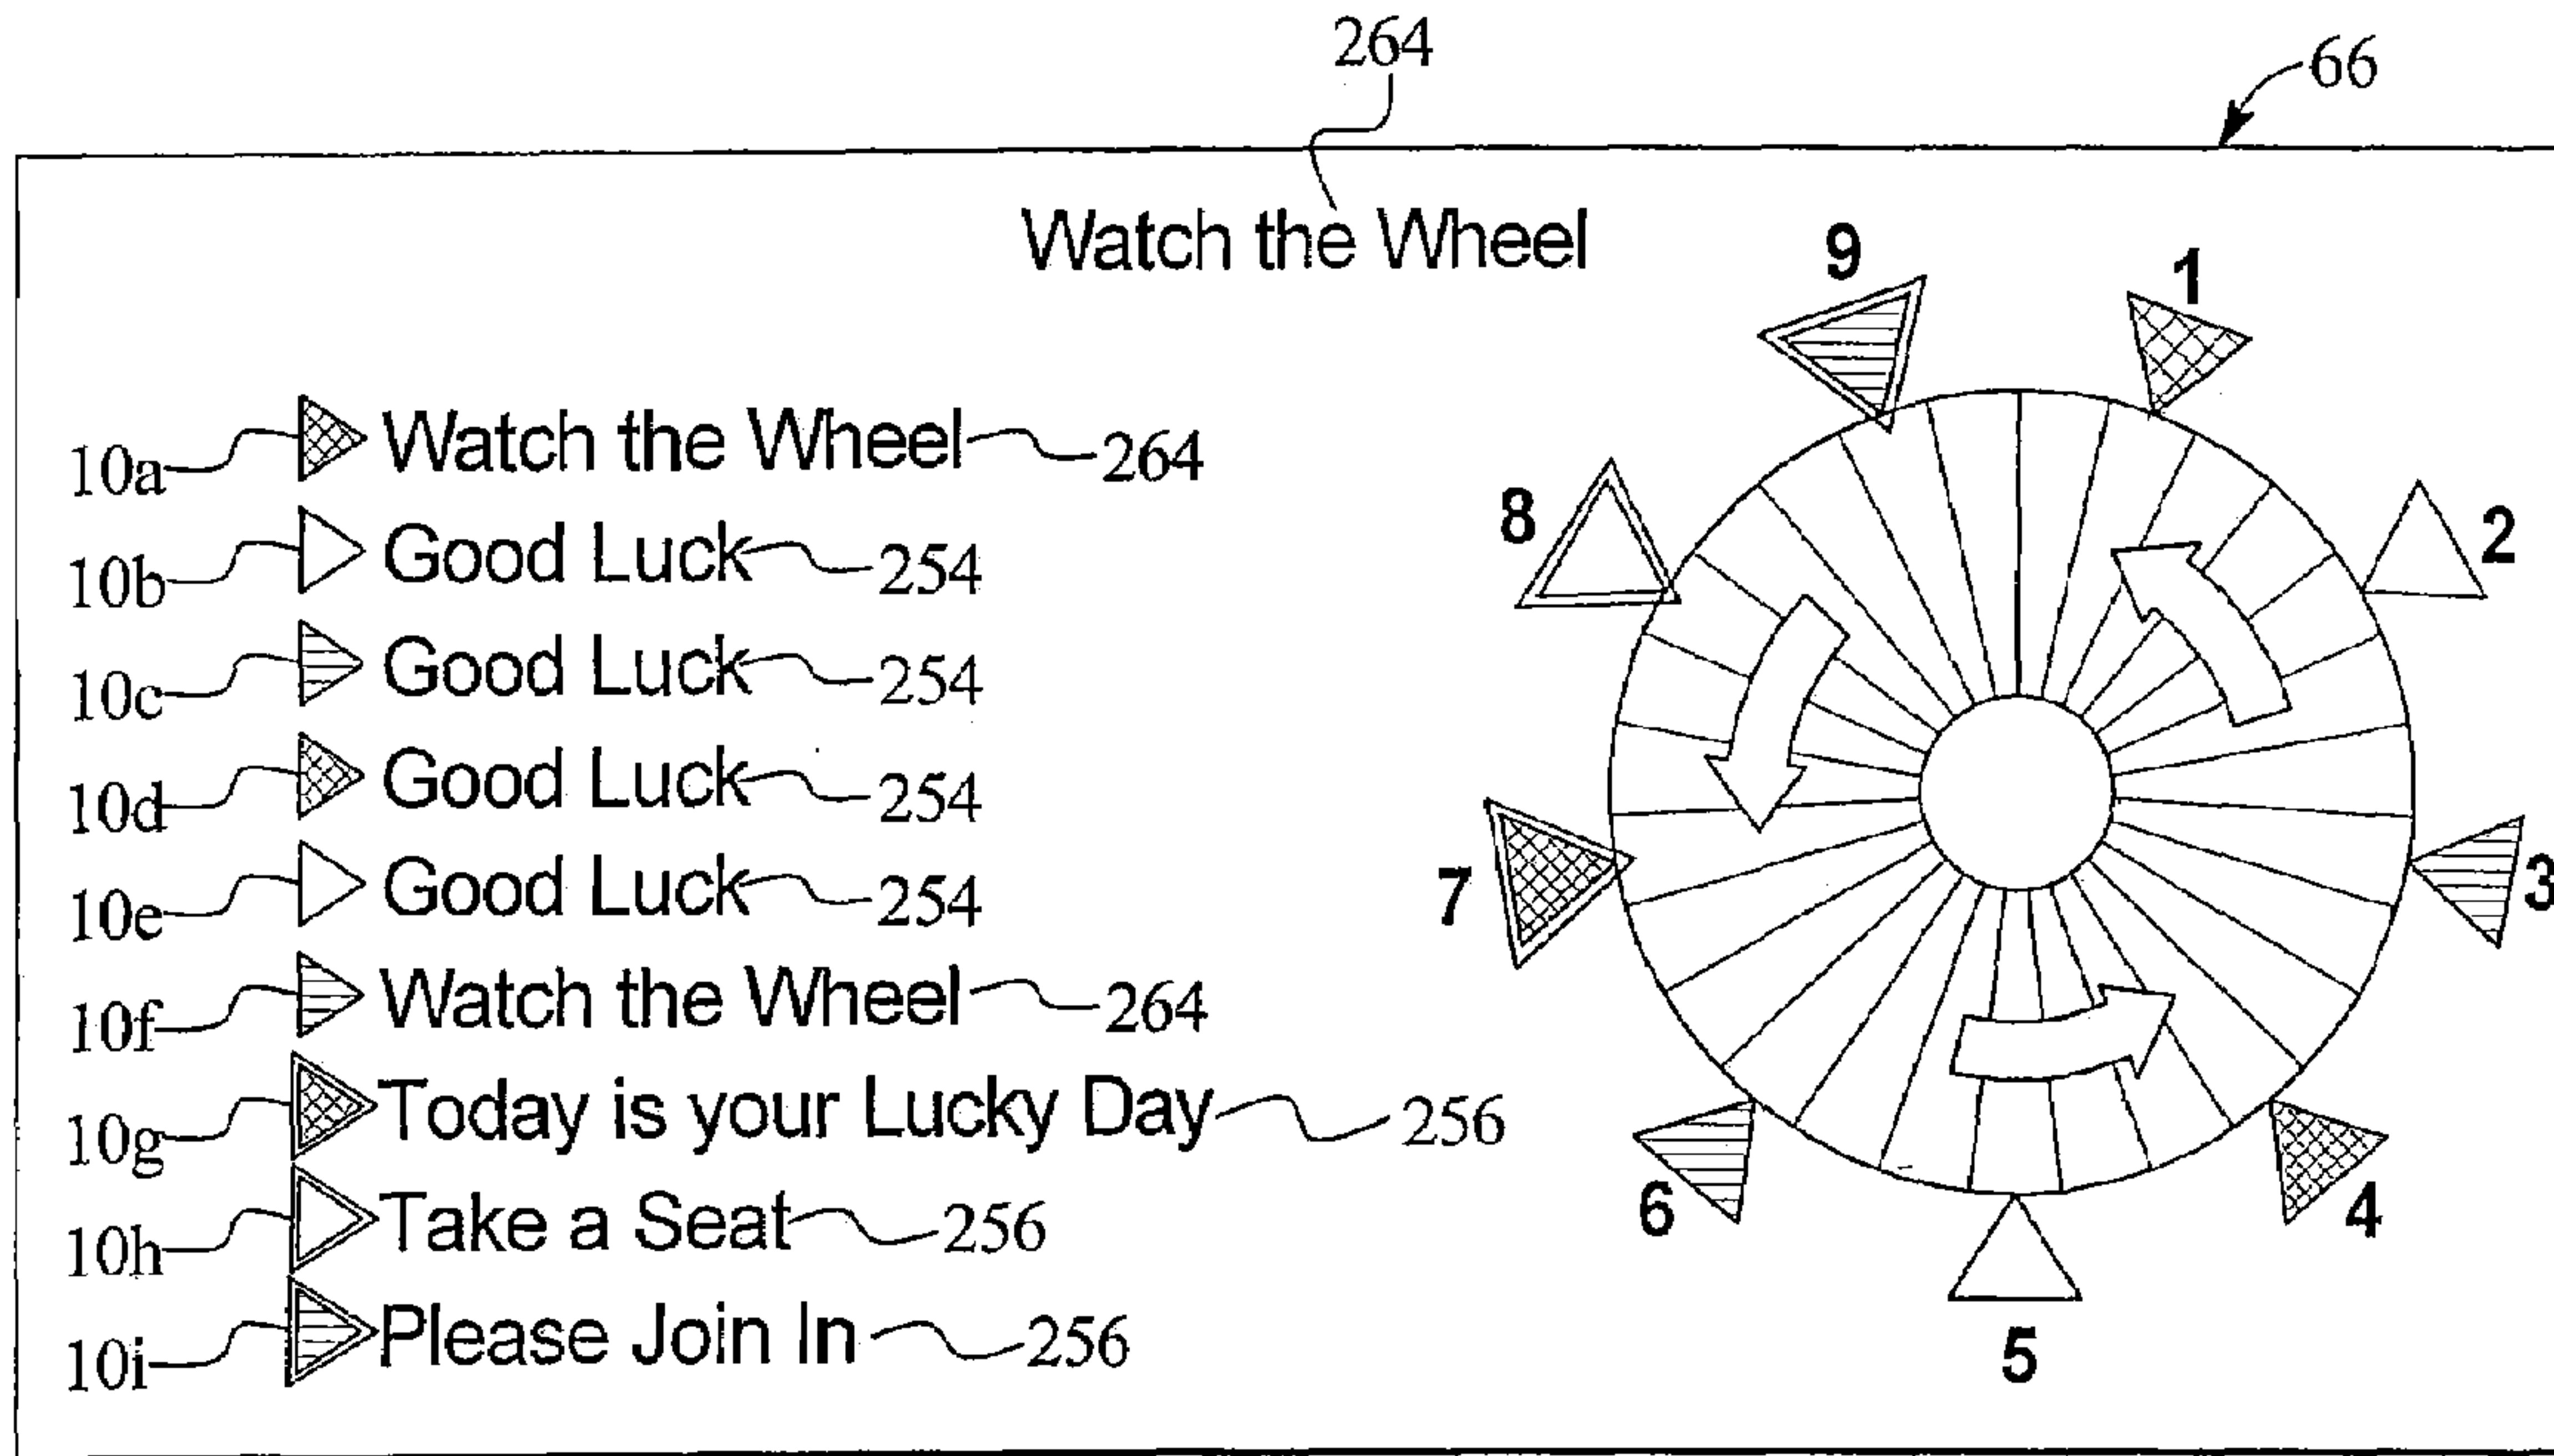 264
66
Watch the Wheel
9 1
10a Watch the Wheel 264
8 2
10b Good Luck 254
10c Good Luck 254
10d Good Luck 254
7 3
10e Good Luck 254
10f Watch the Wheel 264
10g Today is your Lucky Day 256
6 4
10h Take a Seat 256
10i Please Join In 256
5